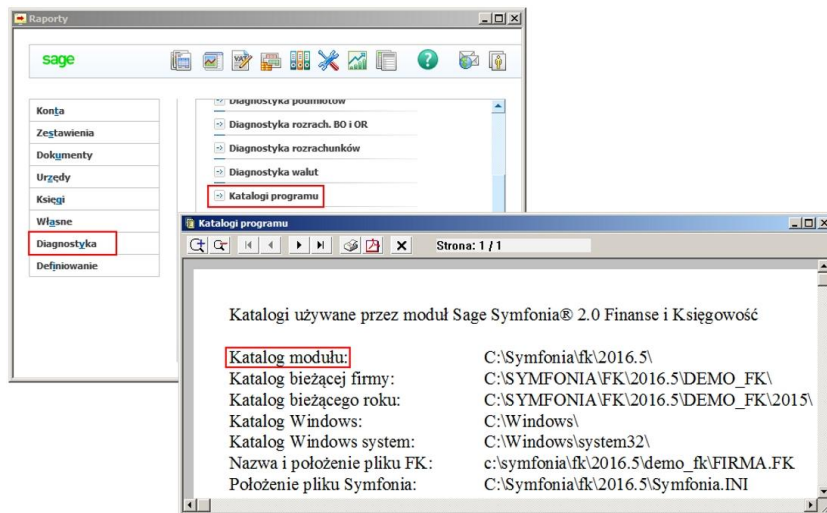 Raporty
sage
VAT
?
Konta
Zestawienia
Dokumenty
Urzędy
Księgi
Własne
Diagnostyka
Definiowanie
Diagnostyka podmiotów
Diagnostyka rozrach. BO i OR
Diagnostyka rozrachunków
Diagnostyka walut
Katalogi programu
Katalogi programu
Strona: 1 / 1
Katalogi używane przez moduł Sage Symfonia® 2.0 Finanse i Księgowość
Katalog modułu: C:\Symfonia\fk\2016.5\
Katalog bieżącej firmy: C:\SYMFONIA\FK\2016.5\DEMO_FK\
Katalog bieżącego roku: C:\SYMFONIA\FK\2016.5\DEMO_FK\2015\
Katalog Windows: C:\Windows\
Katalog Windows system: C:\Windows\system32\
Nazwa i położenie pliku FK: c:\symfonia\fk\2016.5\demo_fk\FIRMA.FK
Położenie pliku Symfonia: C:\Symfonia\fk\2016.5\Symfonia.INI